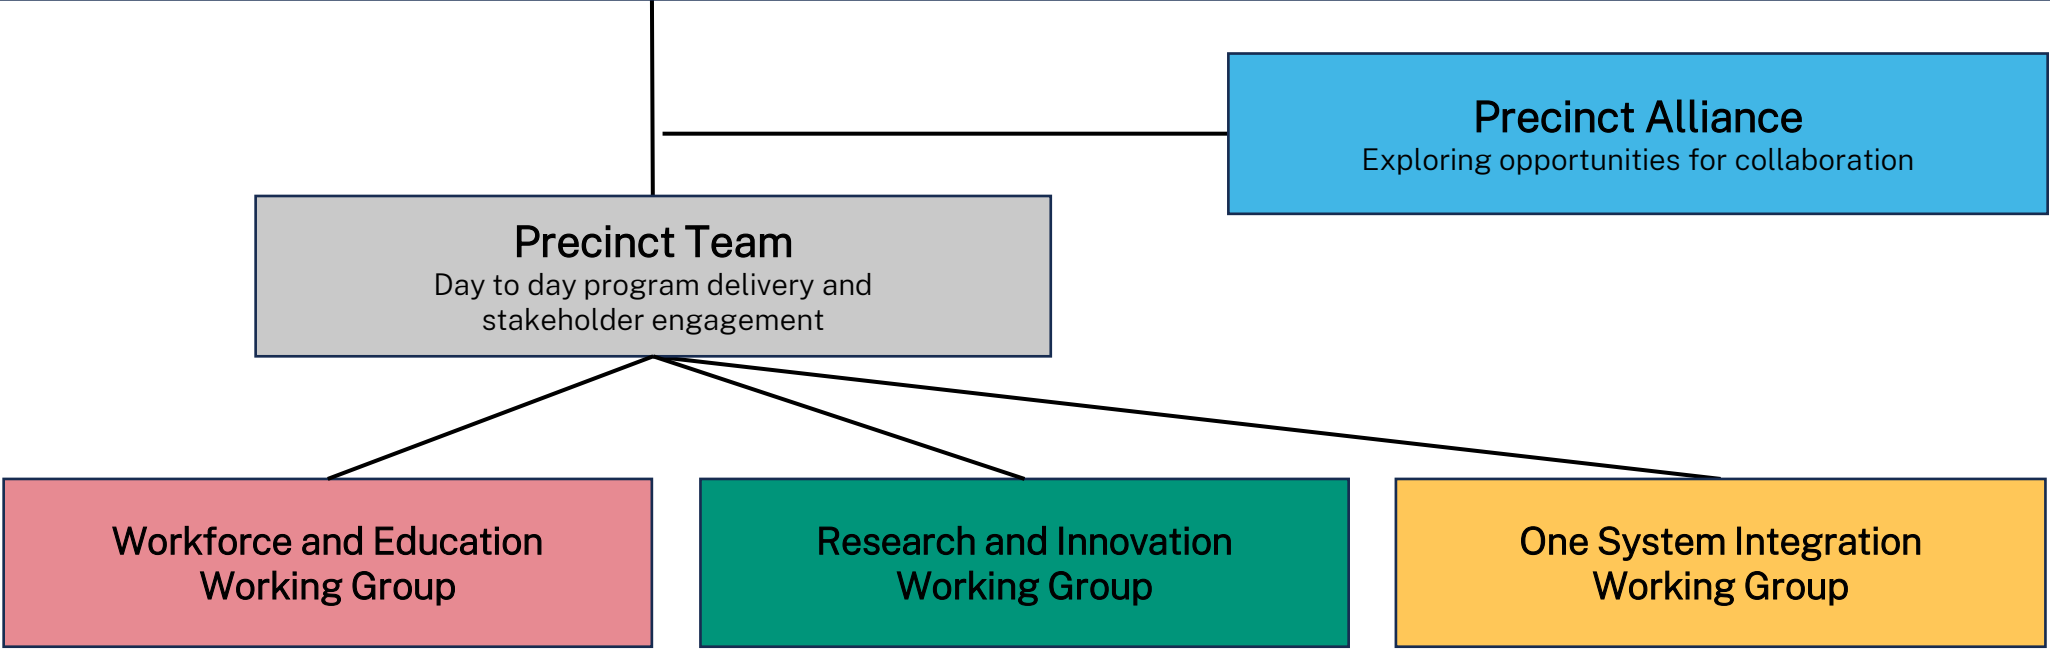 Precinct Alliance
Exploring opportunities for collaboration
Precinct Team
Day to day program delivery and
stakeholder engagement
Workforce and Education
Working Group
Research and Innovation
Working Group
One System Integration
Working Group